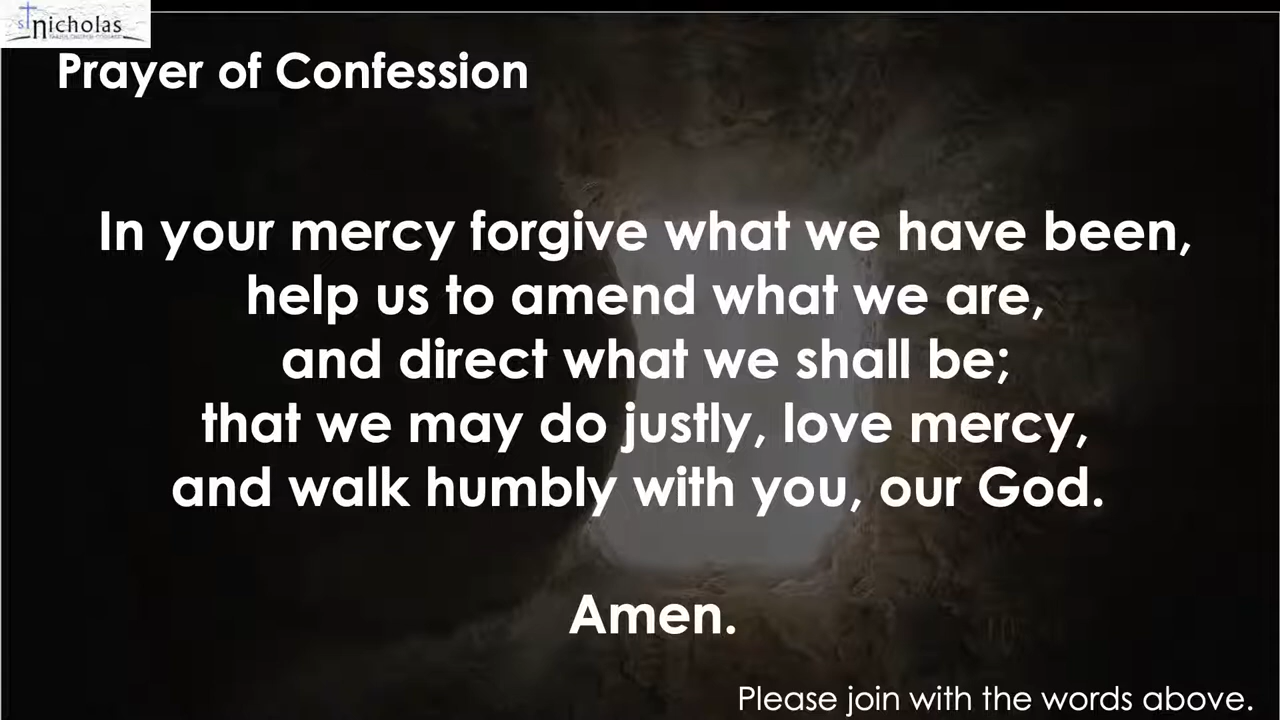 st nicholas
Prayer of Confession
In your mercy forgive what we have been,
help us to amend what we are,
and direct what we shall be;
that we may do justly, love mercy,
and walk humbly with you, our God.
Amen.
Please join with the words above.